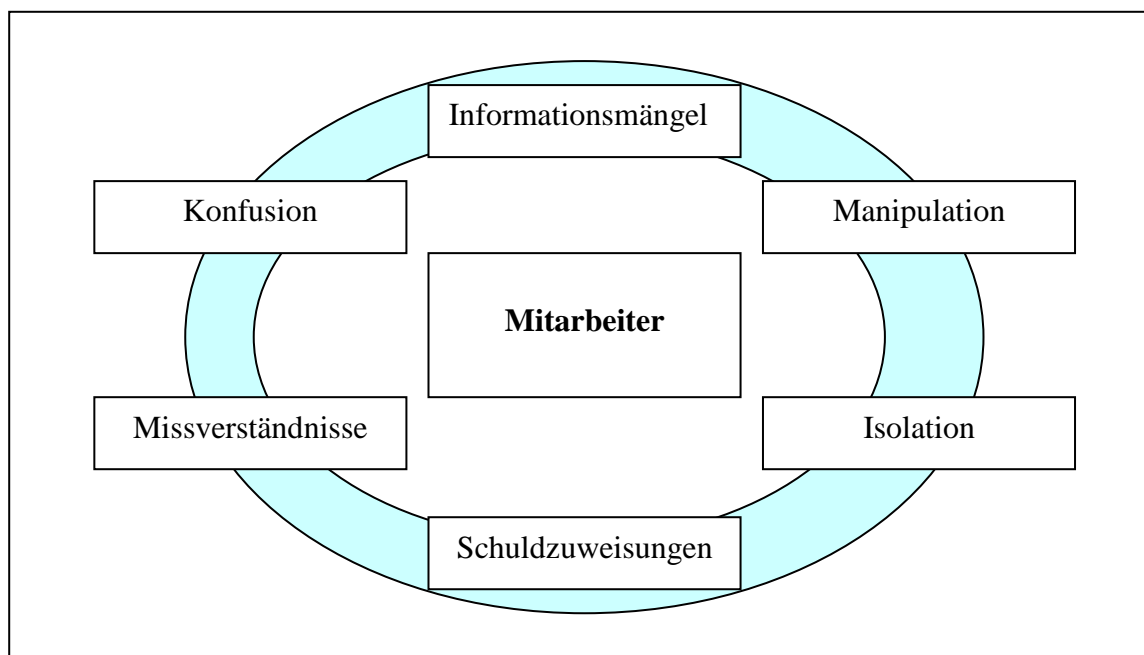 Informationsmängel
Konfusion
Manipulation
Mitarbeiter
Missverständnisse
Isolation
Schuldzuweisungen